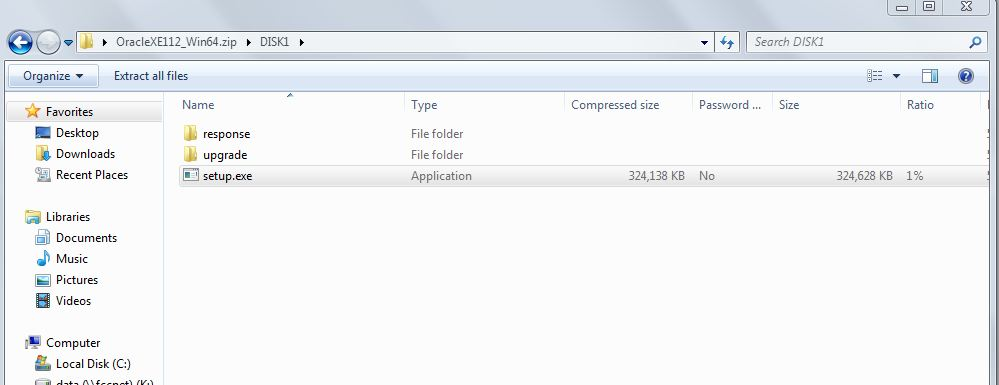 OracleXE112_Win64.zip DISK1 Search DISK1
Organize Extract all files
Name Type Compressed size Password ... Size Ratio
Favorites
Desktop
Downloads
Recent Places
response File folder
upgrade File folder
setup.exe Application 324,138 KB No 324,628 KB 1%
Libraries
Documents
Music
Pictures
Videos
Computer
Local Disk (C:)
data (\\fccnet) (K:)